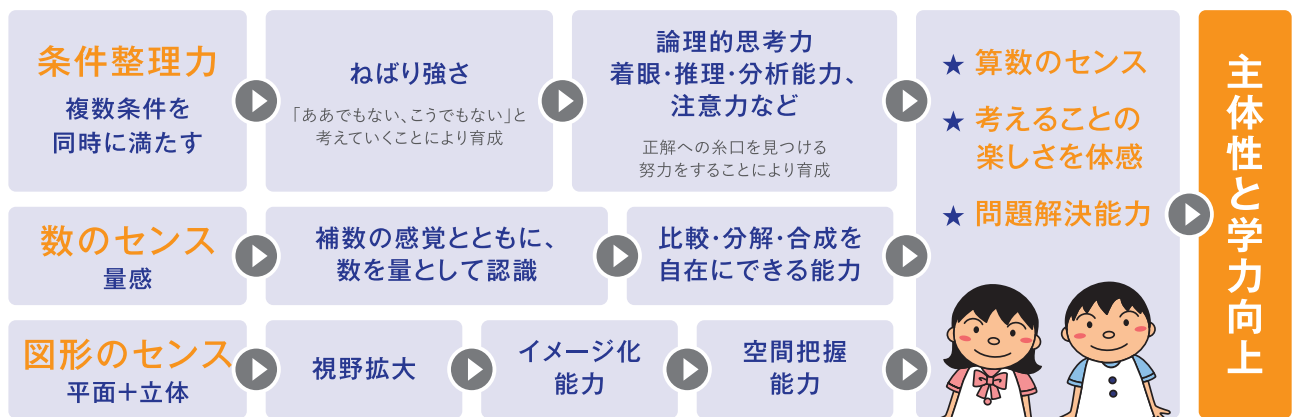 条件整理力
複数条件を
同時に満たす
ねばり強さ
「ああでもない、こうでもない」と
考えていくことにより育成
論理的思考力
着眼・推理・分析能力、
注意力など
正解への糸口を見つける
努力をすることにより育成
数のセンス
量感
補数の感覚とともに、
数を量として認識
比較・分解・合成を
自在にできる能力
図形のセンス
平面＋立体
視野拡大
イメージ化
能力
空間把握
能力
★ 算数のセンス
★ 考えることの
楽しさを体感
★ 問題解決能力
主体性と学力向上